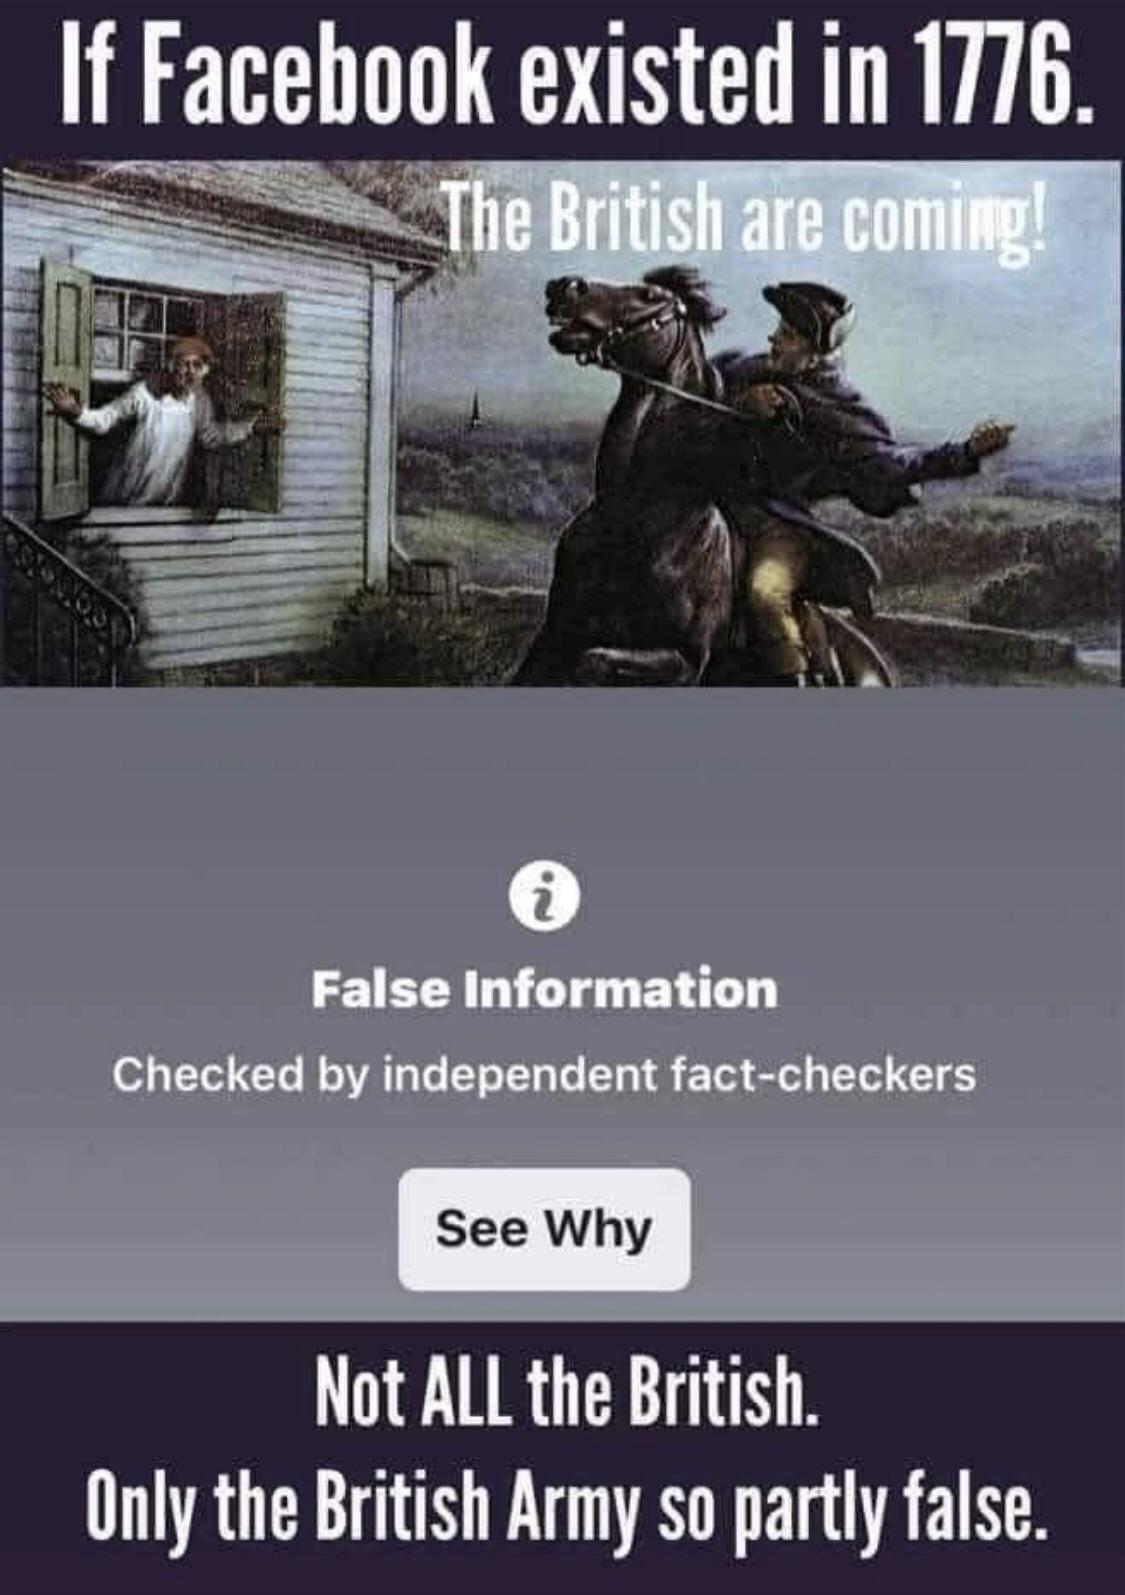 If Facebook existed in 1776.
The British are coming!
False Information
Checked by independent fact-checkers
See Why
Not ALL the British.
Only the British Army so partly false.